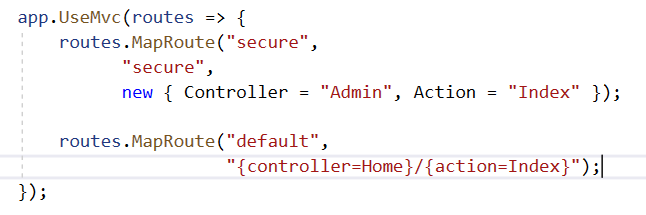 app.UseMvc(routes => {
routes.MapRoute("secure",
"secure",
new { Controller = "Admin", Action = "Index" });
routes.MapRoute("default",
"{controller=Home}/{action=Index}");
});